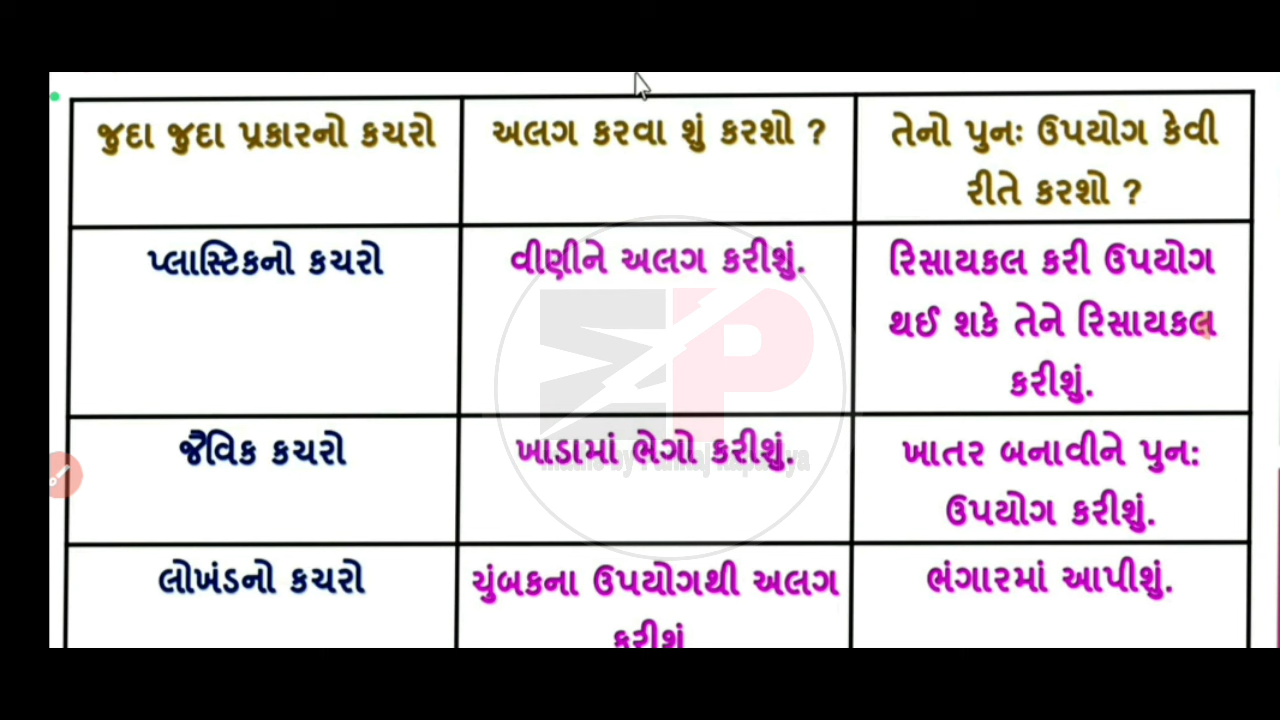 જુદા જુદા પ્રકારનો કચરો
અલગ કરવા શું કરશો ?
તેનો પુનઃ ઉપયોગ કેવી
રીતે કરશો ?
પ્લાસ્ટિકનો કચરો
વીણીને અલગ કરીશું.
રિસાયકલ કરી ઉપયોગ
થઈ શકે તેને રિસાયકલ
કરીશું.
જૈવિક કચરો
ખાડામાં ભેગો કરીશું.
ખાતર બનાવીને પુનઃ
ઉપયોગ કરીશું.
લોખંડનો કચરો
ચુંબકના ઉપયોગથી અલગ
કરીશું
ભંગારમાં આપીશું.